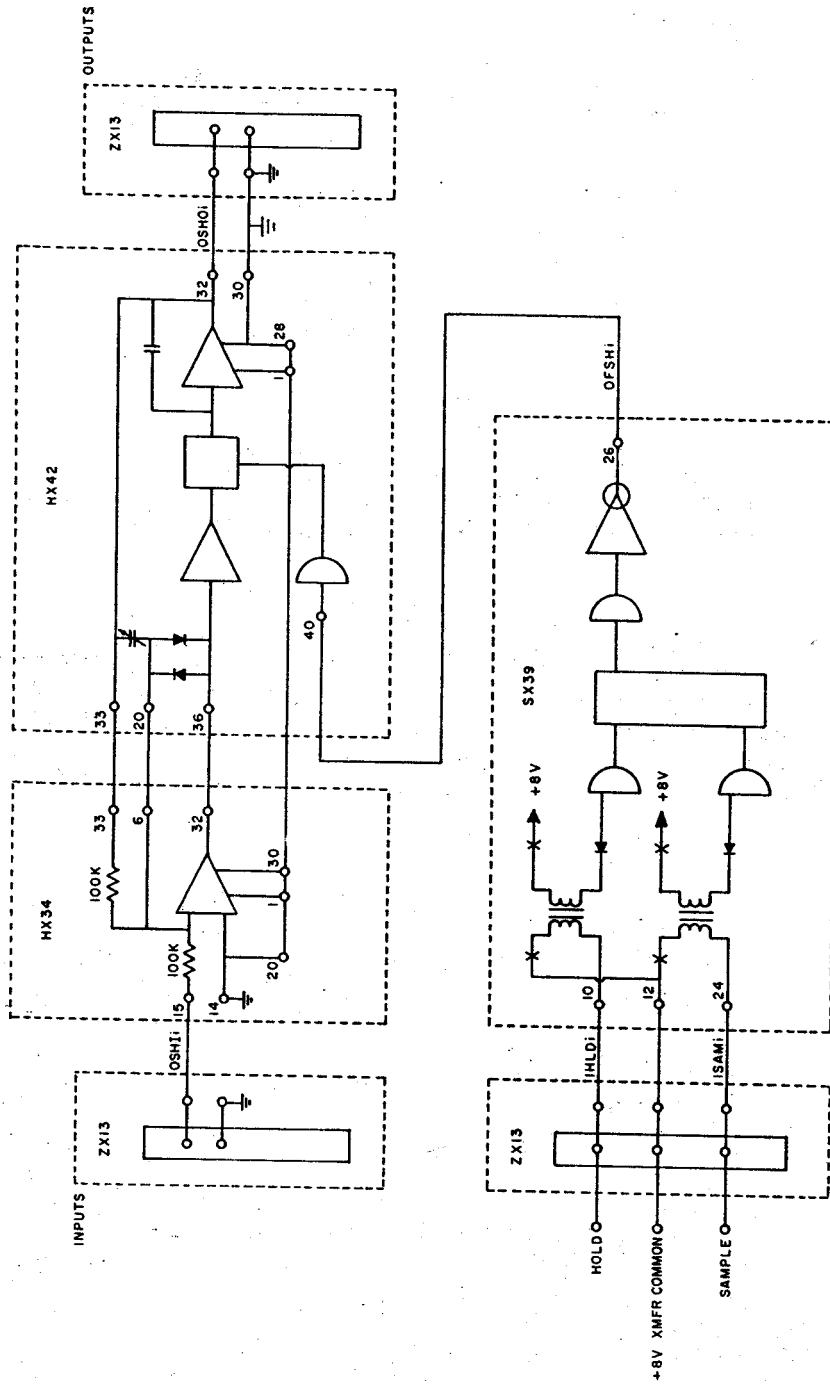 INPUTS
ZX13
OSHIi
15
14
HX34
100K
100K
20
1
30
33
6
32
33
20
36
HX42
40
1
28
32
30
OSHOi
ZX13
OUTPUTS
HOLD
+8V XMFR COMMON
SAMPLE
ZX13
IHLDi
ISAMi
10
12
24
+8V
+8V
SX39
26
OFSHi